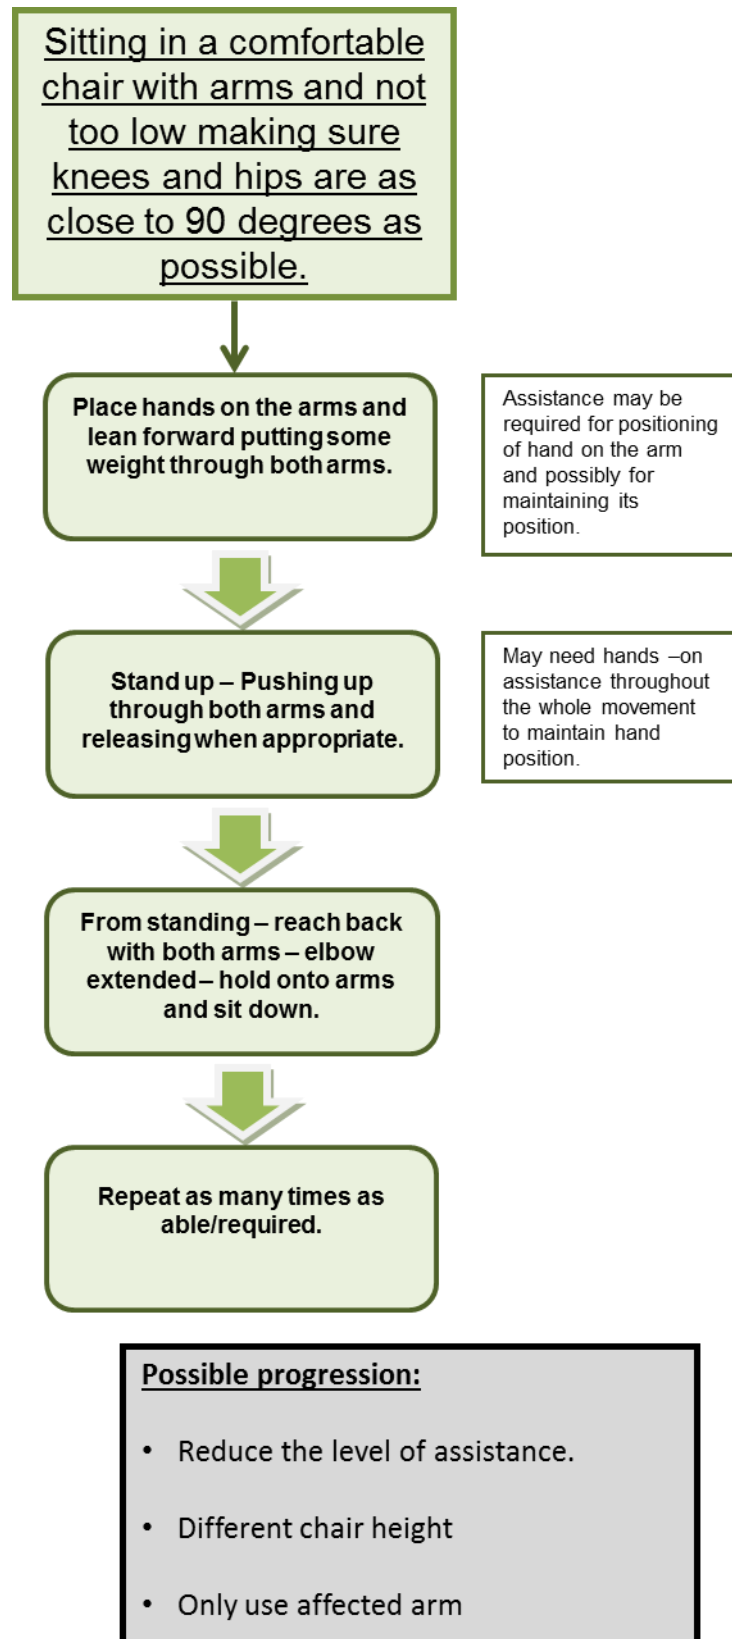 Sitting in a comfortable
chair with arms and not
too low making sure
knees and hips are as
close to 90 degrees as
possible.
Place hands on the arms and
lean forward putting some
weight through both arms.
Assistance may be
required for positioning
of hand on the arm
and possibly for
maintaining its
position.
Stand up – Pushing up
through both arms and
releasing when appropriate.
May need hands –on
assistance throughout
the whole movement
to maintain hand
position.
From standing – reach back
with both arms – elbow
extended – hold onto arms
and sit down.
Repeat as many times as
able/required.
Possible progression:
• Reduce the level of assistance.
• Different chair height
• Only use affected arm